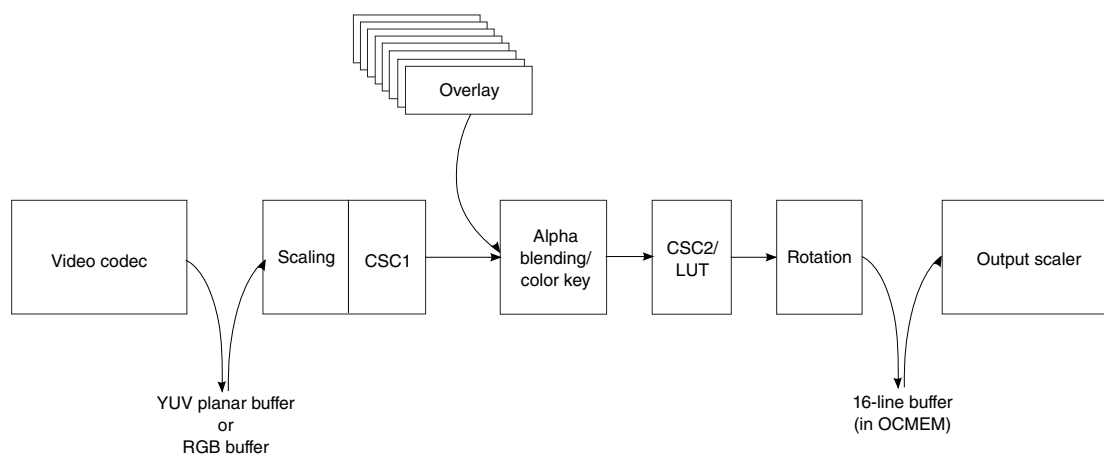 Overlay
Video codec
Scaling
CSC1
Alpha
blending/
color key
CSC2/
LUT
Rotation
Output scaler
YUV planar buffer
or
RGB buffer
16-line buffer
(in OCMEM)